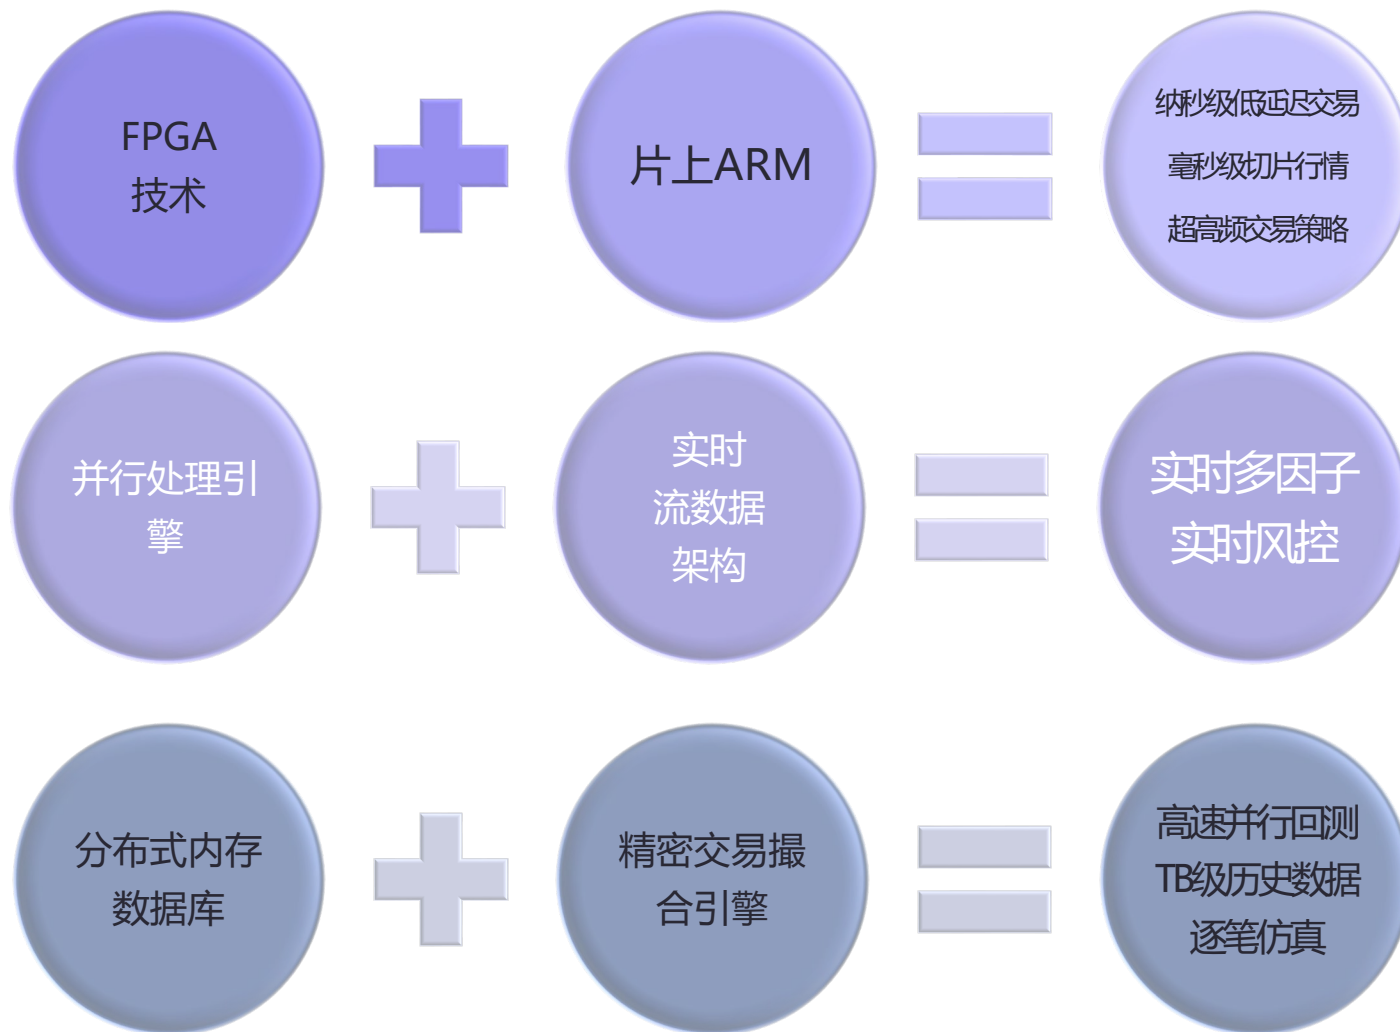 FPGA
技术
片上ARM
纳秒级低延迟交易
毫秒级切片行情
超高频交易策略
并行处理引
擎
实时
流数据
架构
实时多因子
实时风控
分布式内存
数据库
精密交易撮
合引擎
高速并行回测
TB级历史数据
逐笔仿真